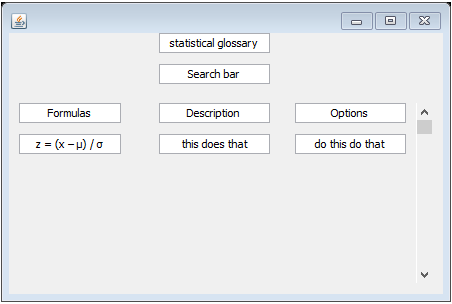 statistical glossary
Search bar
Formulas Description Options
z = (x – μ) / σ this does that do this do that